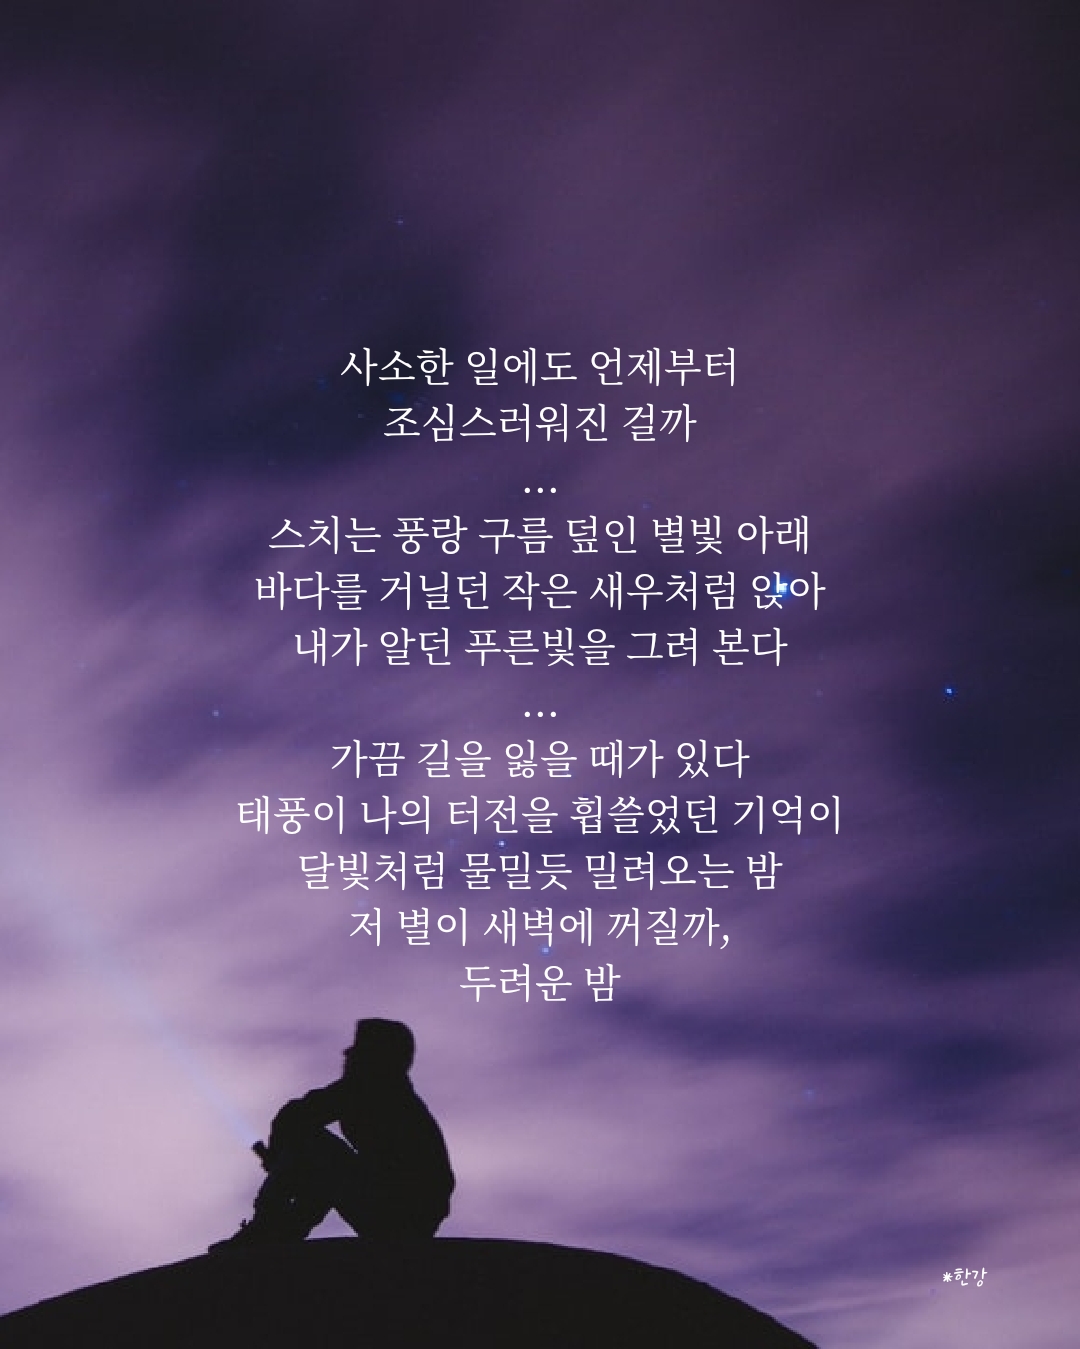 사소한 일에도 언제부터
조심스러워진 걸까
...
스치는 풍랑 구름 덮인 별빛 아래
바다를 거닐던 작은 새우처럼 앉아
내가 알던 푸른빛을 그려 본다
...
가끔 길을 잃을 때가 있다
태풍이 나의 터전을 휩쓸었던 기억이
달빛처럼 물밀듯 밀려오는 밤
저 별이 새벽에 꺼질까,
두려운 밤
*한강